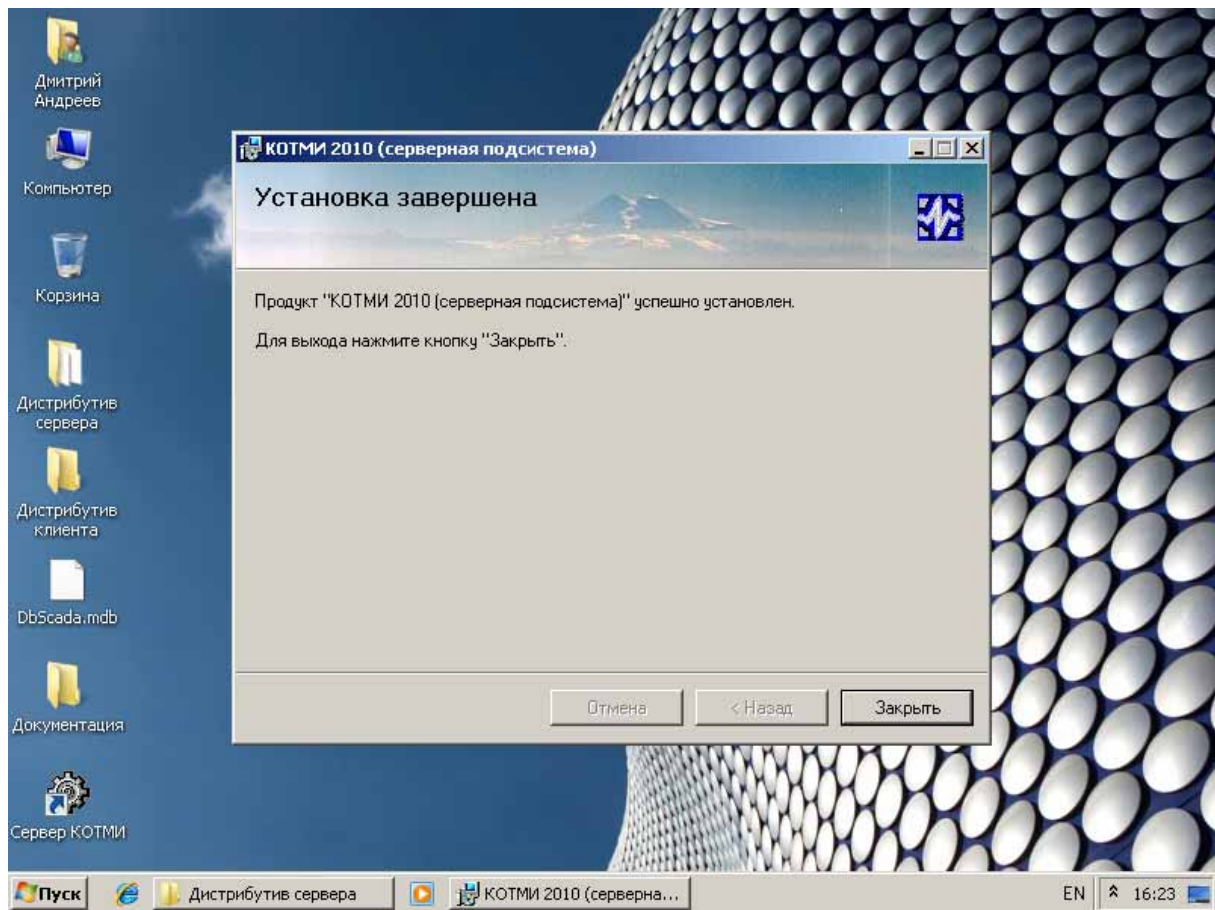 Дмитрий
Андреев
Компьютер
Корзина
Дистрибутив
сервера
Дистрибутив
клиента
DbScada.mdb
Документация
Сервер КОТМИ
КОТМИ 2010 (серверная подсистема)
Установка завершена
Продукт "КОТМИ 2010 (серверная подсистема)" успешно установлен.
Для выхода нажмите кнопку "Закрыть".
Отмена
< Назад
Закрыть
Пуск
Дистрибутив сервера
КОТМИ 2010 (серверна...
EN
16:23